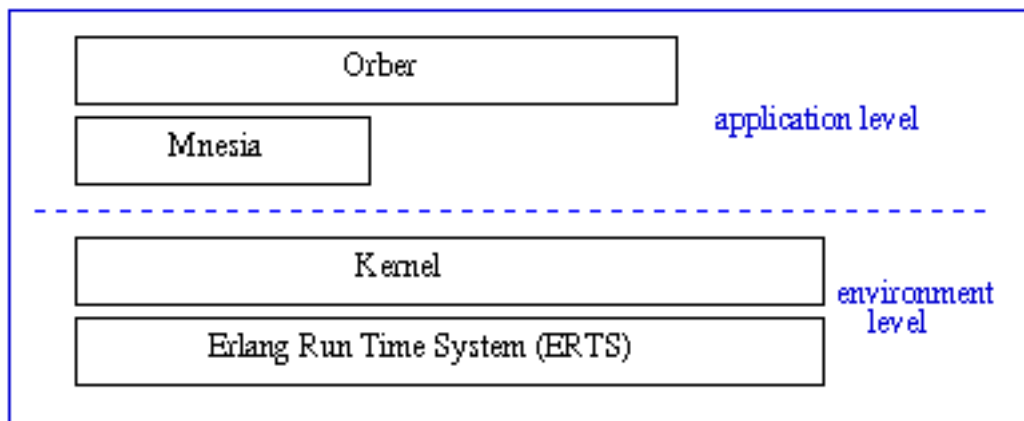 Orber
application level
Mnesia
Kernel
environment
level
Erlang Run Time System (ERTS)